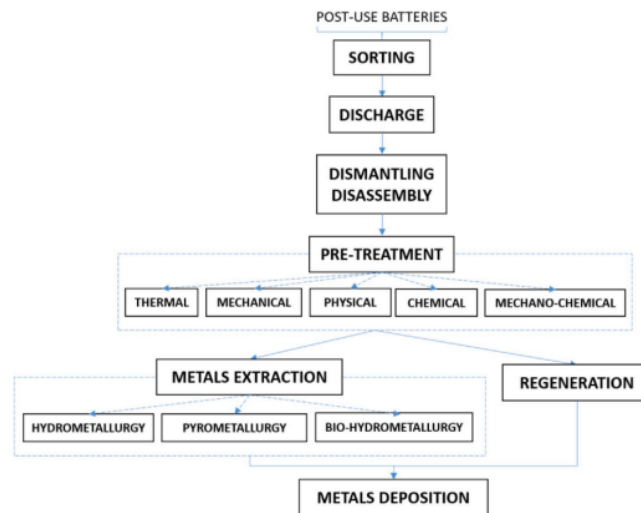 POST-USE BATTERIES
SORTING
DISCHARGE
DISMANTLING
DISASSEMBLY
PRE-TREATMENT
THERMAL
MECHANICAL
PHYSICAL
CHEMICAL
MECHANO-CHEMICAL
METALS EXTRACTION
REGENERATION
HYDROMETALLURGY
PYROMETALLURGY
BIO-HYDROMETALLURGY
METALS DEPOSITION